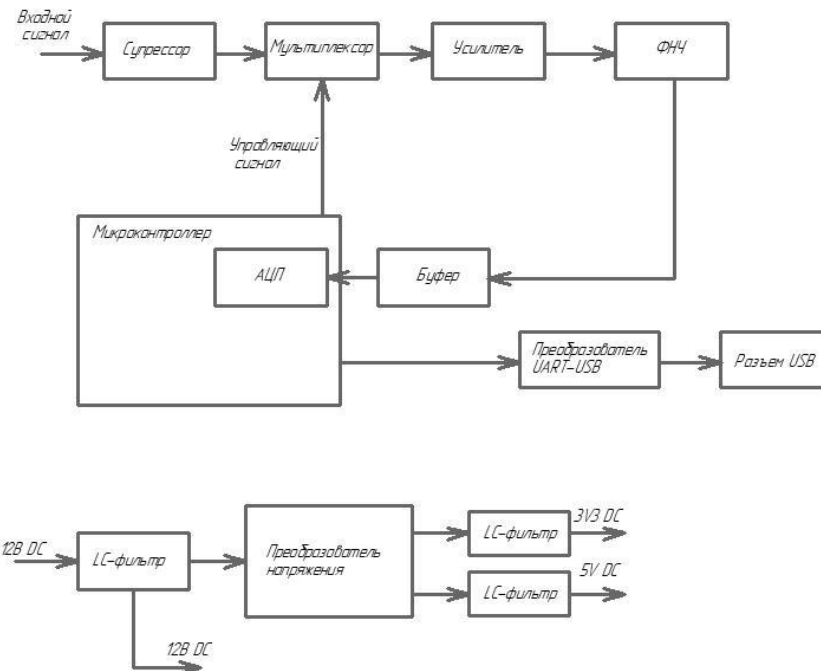 Входной
сигнал
Супрессор
Мультиплексор
Усилитель
ФНЧ
Управляющий
сигнал
Микроконтроллер
АЦП
Буфер
Преобразователь
UART-USB
Разъем USB
12В DC
LC-фильтр
12В DC
Преобразователь
напряжения
LC-фильтр
3V3 DC
LC-фильтр
5V DC